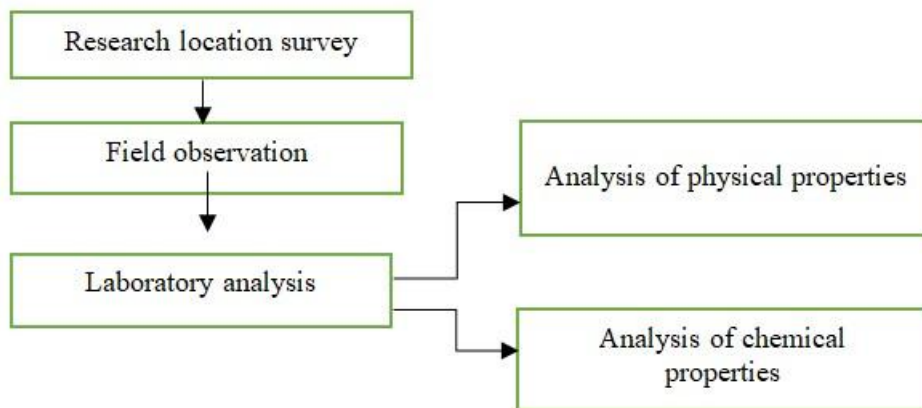 Research location survey
Field observation
Laboratory analysis
Analysis of physical properties
Analysis of chemical
properties